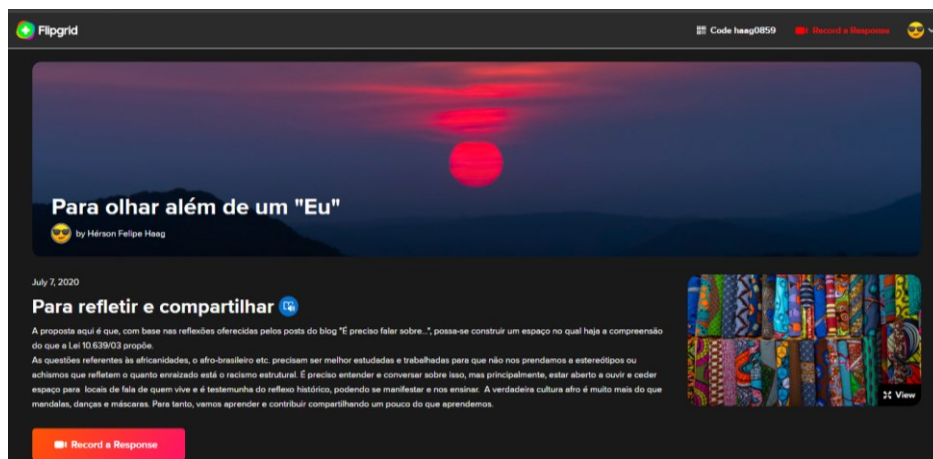 Flipgrid
Code haag0859
Record a Response
Para olhar além de um "Eu"
by Hérson Felipe Haag
July 7, 2020
Para refletir e compartilhar
A proposta aqui é que, com base nas reflexões oferecidas pelos posts do blog "É preciso falar sobre...", possa-se construir um espaço no qual haja a compreensão
do que a Lei 10.639/03 propõe.
As questões referentes às africanidades, o afro-brasileiro etc. precisam ser melhor estudadas e trabalhadas para que não nos prendamos a estereótipos ou
achismos que refletem o quanto enraizado está o racismo estrutural. É preciso entender e conversar sobre isso, mas principalmente, estar aberto a ouvir e ceder
espaço para locais de fala de quem vive e é testemunha do reflexo histórico, podendo se manifestar e nos ensinar. A verdadeira cultura afro é muito mais do que
mandalas, danças e máscaras. Para tanto, vamos aprender e contribuir compartilhando um pouco do que aprendemos.
View
Record a Response